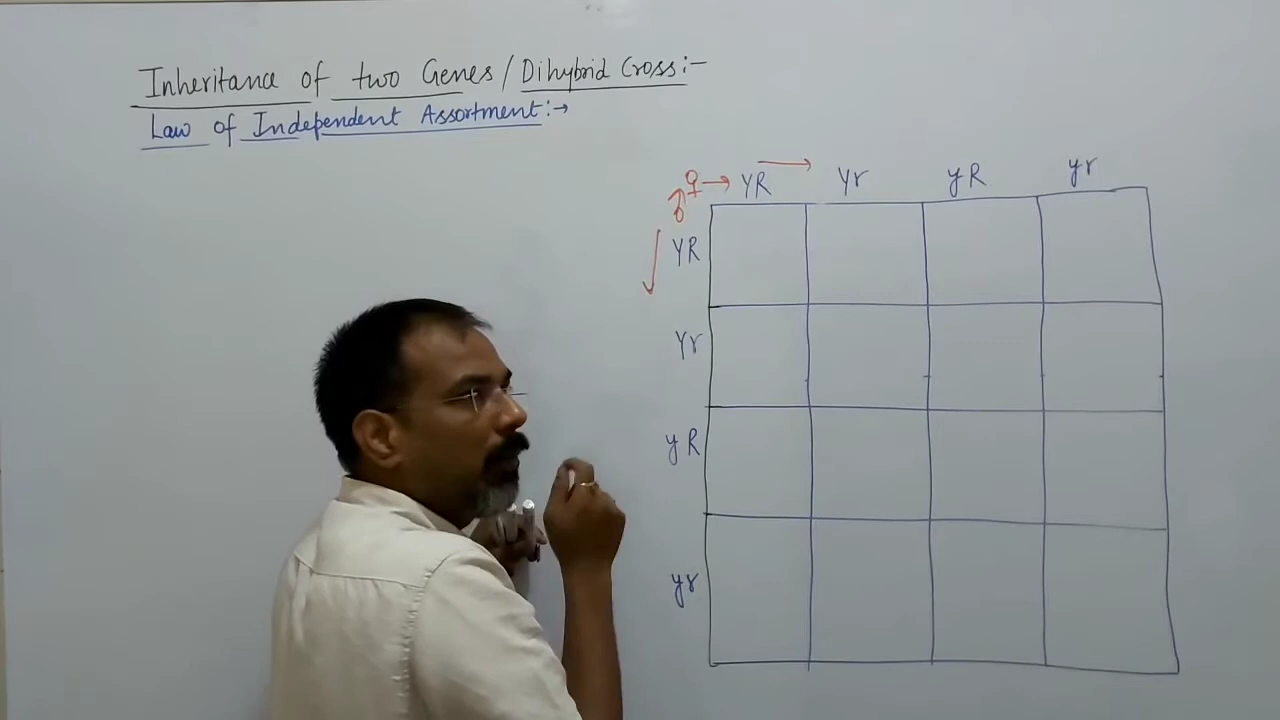 Inheritance of two Genes / Dihybrid Cross :-
Law of Independent Assortment :→
♀ → YR → Yr yR yr
♂
YR
Yr
yR
yr